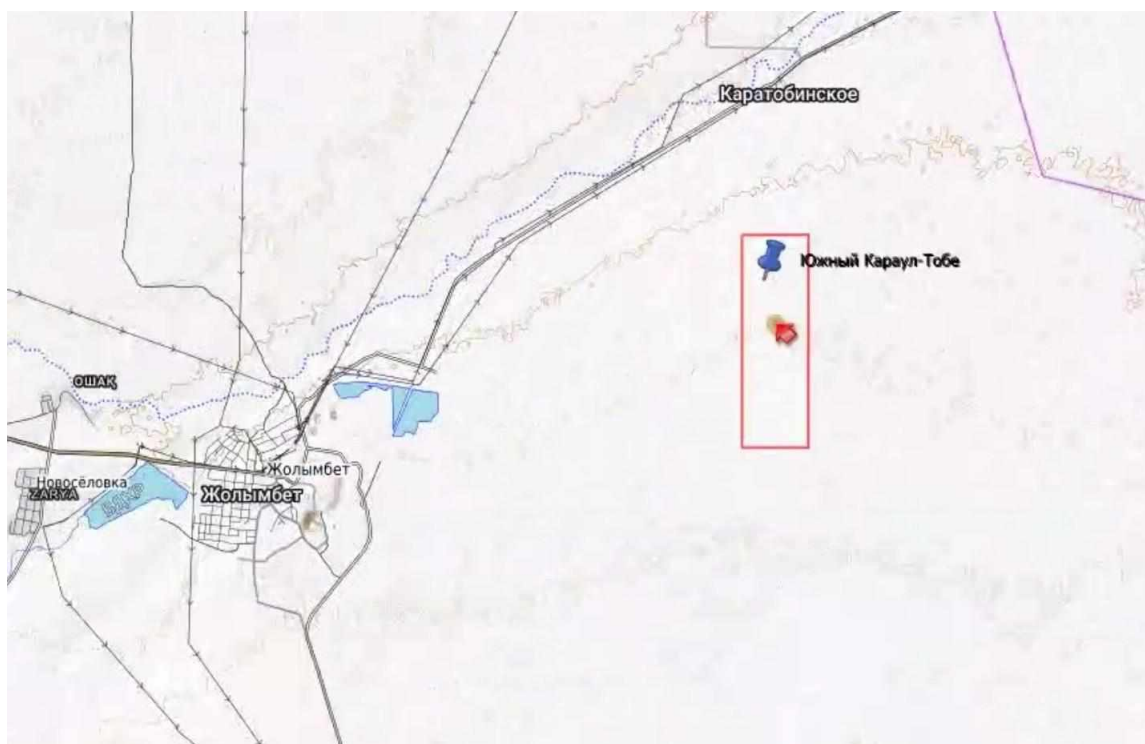 Каратобинское
Южный Караул-Тобе
ОШАҚ
Жолымбет
Новосёловка
ZARYA
Жолымбет